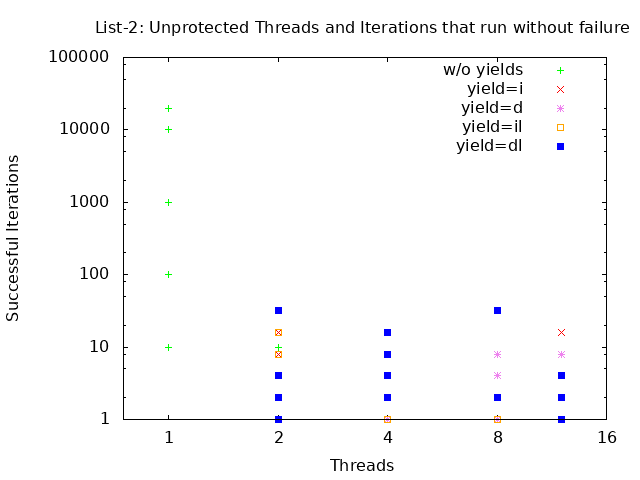 List-2: Unprotected Threads and Iterations that run without failure
100000
10000
1000
100
10
1
Successful Iterations
w/o yields
yield=i
yield=d
yield=il
yield=dl
1 2 4 8 16
Threads